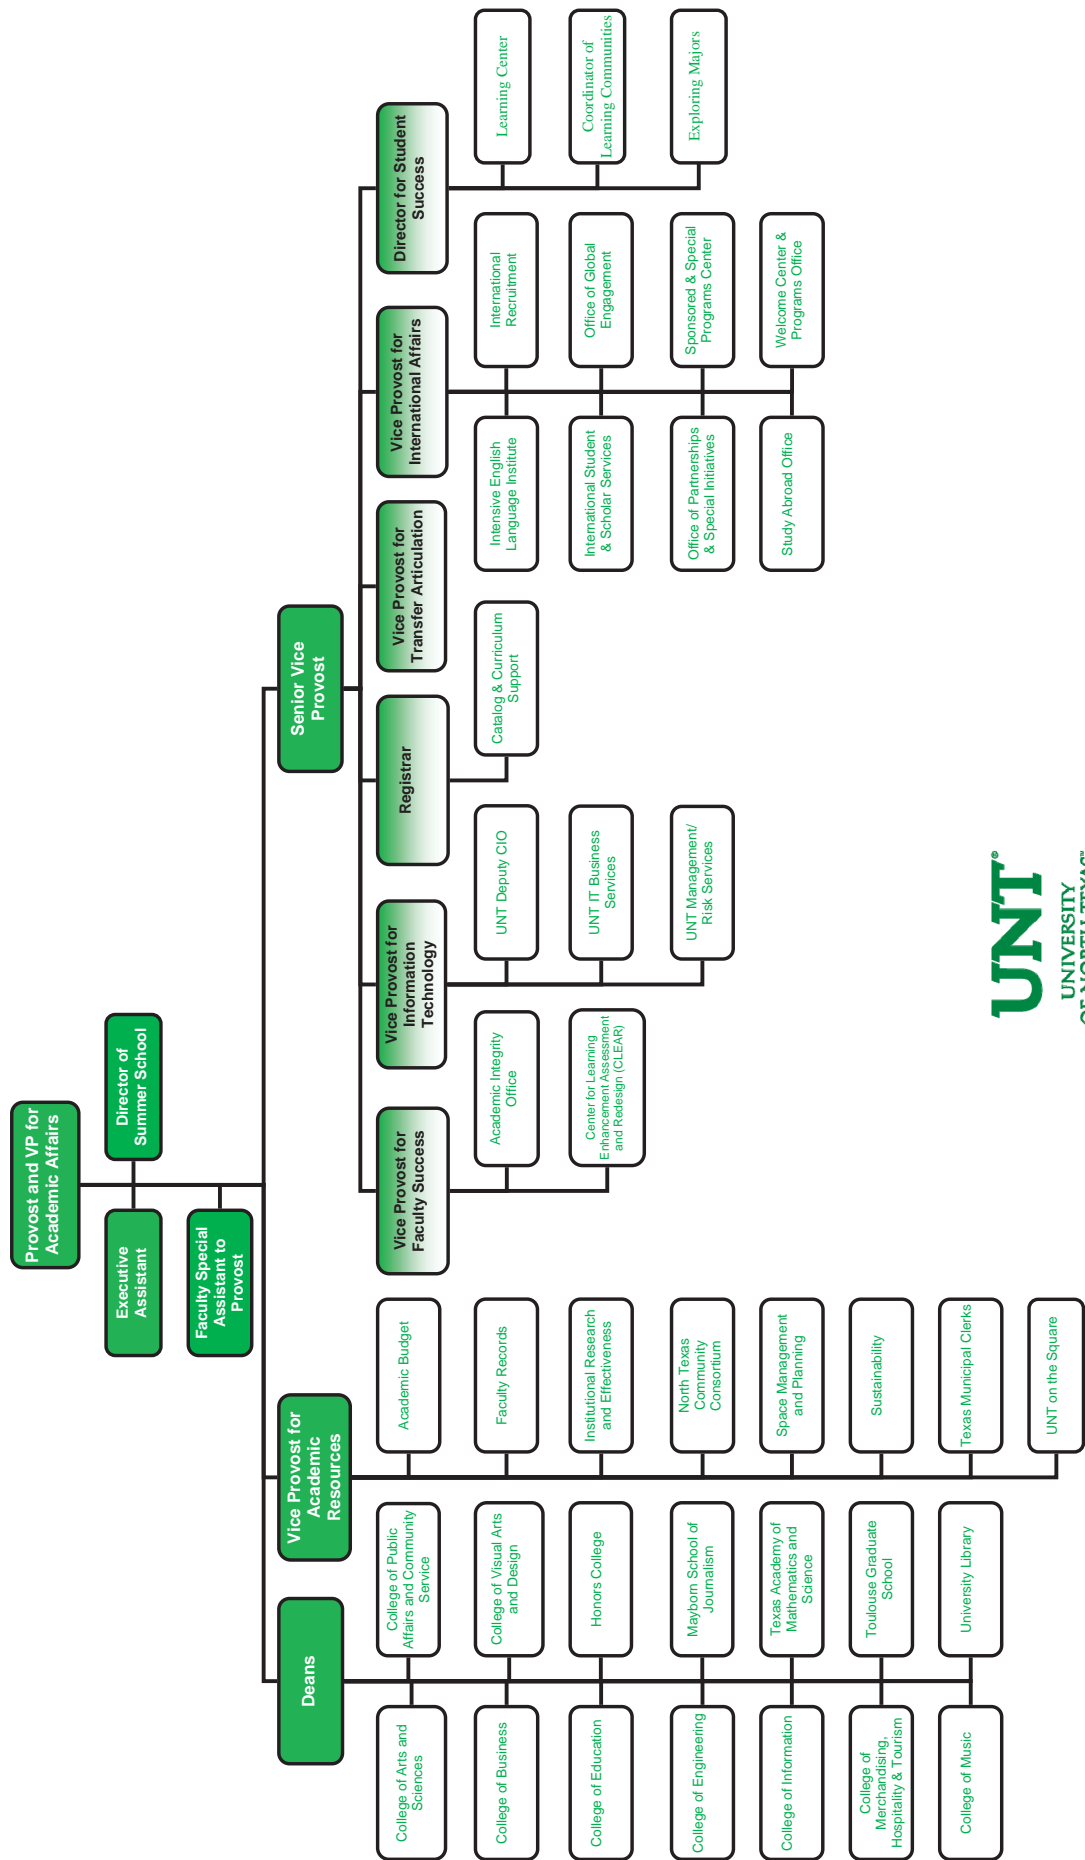 Provost and VP for
Academic Affairs
Executive
Assistant
Director of
Summer School
Faculty Special
Assistant to
Provost
Deans
Vice Provost for
Academic
Resources
Senior Vice
Provost
College of Arts and
Sciences
College of Business
College of Education
College of Engineering
College of Information
College of
Merchandising,
Hospitality & Tourism
College of Music
College of Public
Affairs and Community
Service
College of Visual Arts
and Design
Honors College
Mayborn School of
Journalism
Texas Academy of
Mathematics and
Science
Toulouse Graduate
School
University Library
Academic Budget
Faculty Records
Institutional Research
and Effectiveness
North Texas
Community
Consortium
Space Management
and Planning
Sustainability
Texas Municipal Clerks
UNT on the Square
Vice Provost for
Faculty Success
Academic Integrity
Office
Center for Learning
Enhancement Assessment
and Redesign (CLEAR)
Vice Provost for
Information
Technology
UNT Deputy CIO
UNT IT Business
Services
UNT Management/
Risk Services
Registrar
Catalog & Curriculum
Support
Vice Provost for
Transfer Articulation
Vice Provost for
International Affairs
Intensive English
Language Institute
International Student
& Scholar Services
Office of Partnerships
& Special Initiatives
Study Abroad Office
International
Recruitment
Office of Global
Engagement
Sponsored & Special
Programs Center
Welcome Center &
Programs Office
Director for Student
Success
Learning Center
Coordinator of
Learning Communities
Exploring Majors
UNT®
UNIVERSITY
OF NORTH TEXAS™